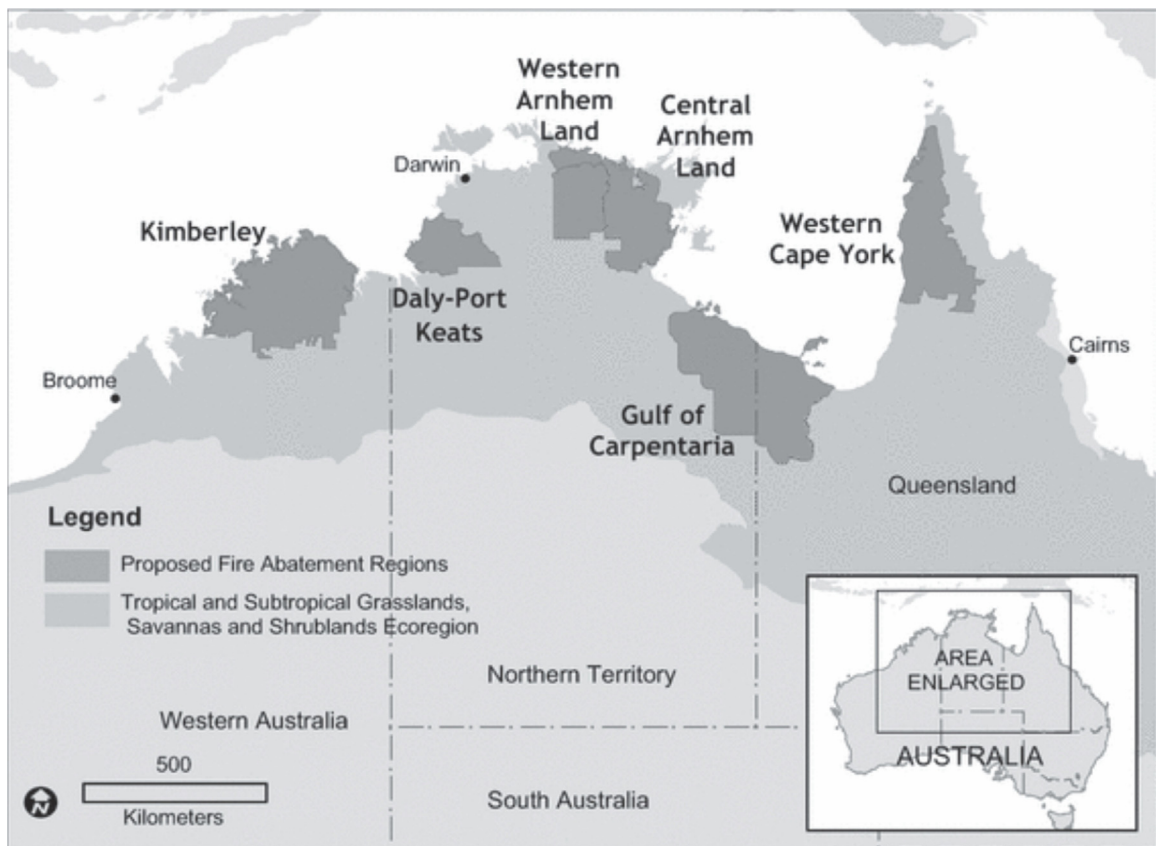 Western
Arnhem
Land
Central
Arnhem
Land
Darwin
Kimberley
Western
Cape York
Daly-Port
Keats
Cairns
Broome
Gulf of
Carpentaria
Queensland
Legend
Proposed Fire Abatement Regions
Tropical and Subtropical Grasslands,
Savannas and Shrublands Ecoregion
Northern Territory
Western Australia
500
Kilometers
South Australia
N
AREA
ENLARGED
AUSTRALIA